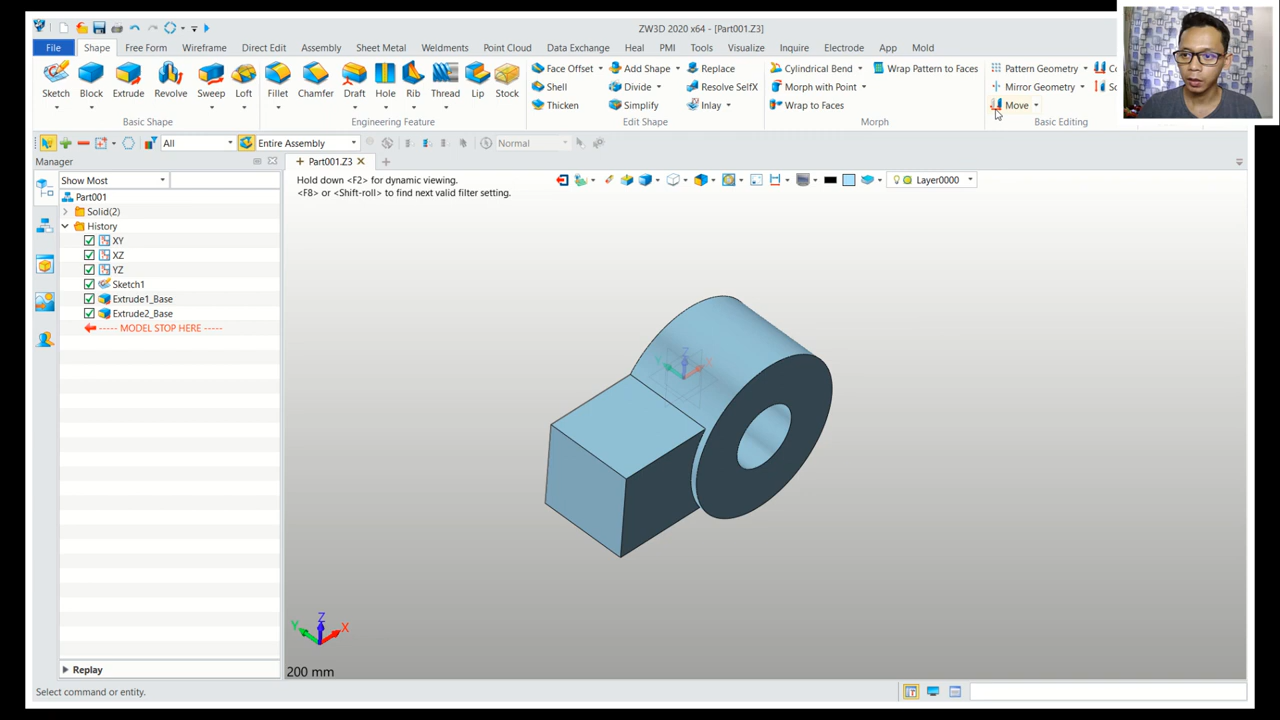 ZW3D 2020 x64 - [Part001.Z3]
File Shape Free Form Wireframe Direct Edit Assembly Sheet Metal Weldments Point Cloud Data Exchange Heal PMI Tools Visualize Inquire Electrode App Mold
Sketch Block Extrude Revolve Sweep Loft
Basic Shape
Fillet Chamfer Draft Hole Rib Thread Lip Stock
Engineering Feature
Face Offset Add Shape Replace
Shell Divide Resolve SelfX
Thicken Simplify Inlay
Edit Shape
Cylindrical Bend Wrap Pattern to Faces
Morph with Point
Wrap to Faces
Morph
Pattern Geometry
Mirror Geometry
Move
Basic Editing
All Entire Assembly Normal
Manager
Part001.Z3
Show Most
Hold down <F2> for dynamic viewing.
<F8> or <Shift-roll> to find next valid filter setting.
Layer0000
Part001
Solid(2)
History
XY
XZ
YZ
Sketch1
Extrude1_Base
Extrude2_Base
----- MODEL STOP HERE -----
Z
Y
X
200 mm
Replay
Select command or entity.